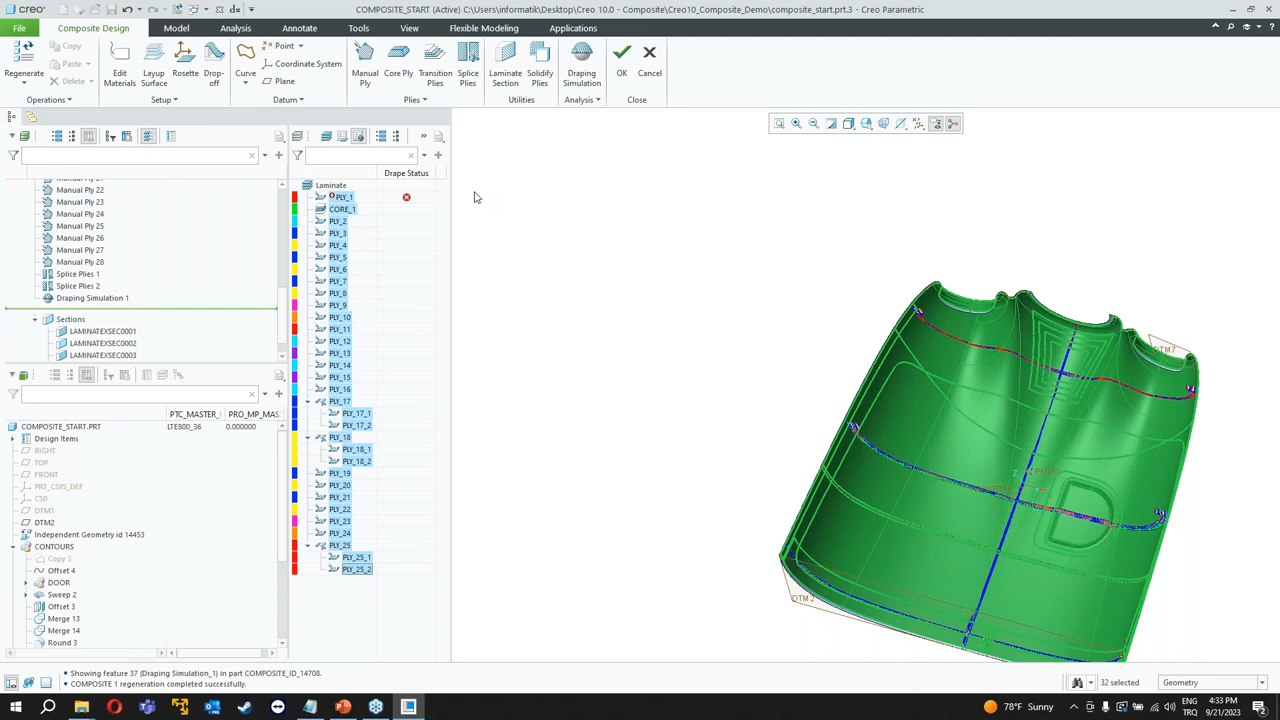 creo
COMPOSITE_START (Active) C:\Users\informatik\Desktop\Creo 10.0 - Composite\Creo10_Composite_Demo\composite_start.prt.3 - Creo Parametric
File
Composite Design
Model
Analysis
Annotate
Tools
View
Flexible Modeling
Applications
Regenerate
Copy
Paste
Delete
Edit Materials
Layup Surface
Rosette
Drop-off
Curve
Point
Coordinate System
Plane
Manual Ply
Core Ply
Transition Plies
Splice Plies
Laminate Section
Solidify Plies
Draping Simulation
OK
Cancel
Operations
Setup
Datum
Plies
Utilities
Analysis
Close
Manual Ply 22
Manual Ply 23
Manual Ply 24
Manual Ply 25
Manual Ply 26
Manual Ply 27
Manual Ply 28
Splice Plies 1
Splice Plies 2
Draping Simulation 1
Sections
LAMINATEXSEC0001
LAMINATEXSEC0002
LAMINATEXSEC0003
PTC_MASTER_ PRO_MP_MAS
COMPOSITE_START.PRT LTE800_36 0.000000
Design Items
RIGHT
TOP
FRONT
PRT_CSYS_DEF
CS0
DTM1
DTM2
Independent Geometry id 14453
CONTOURS
Copy 3
Offset 4
DOOR
Sweep 2
Offset 3
Merge 13
Merge 14
Round 3
Drape Status
Laminate
PLY_1
CORE_1
PLY_2
PLY_3
PLY_4
PLY_5
PLY_6
PLY_7
PLY_8
PLY_9
PLY_10
PLY_11
PLY_12
PLY_13
PLY_14
PLY_15
PLY_16
PLY_17
PLY_17_1
PLY_17_2
PLY_18
PLY_18_1
PLY_18_2
PLY_19
PLY_20
PLY_21
PLY_22
PLY_23
PLY_24
PLY_25
PLY_25_1
PLY_25_2
DTM7
DTM2
• Showing feature 37 (Draping Simulation_1) in part COMPOSITE_ID_14708.
• COMPOSITE 1 regeneration completed successfully.
32 selected
Geometry
78°F Sunny
ENG
TRQ
4:33 PM
9/21/2023